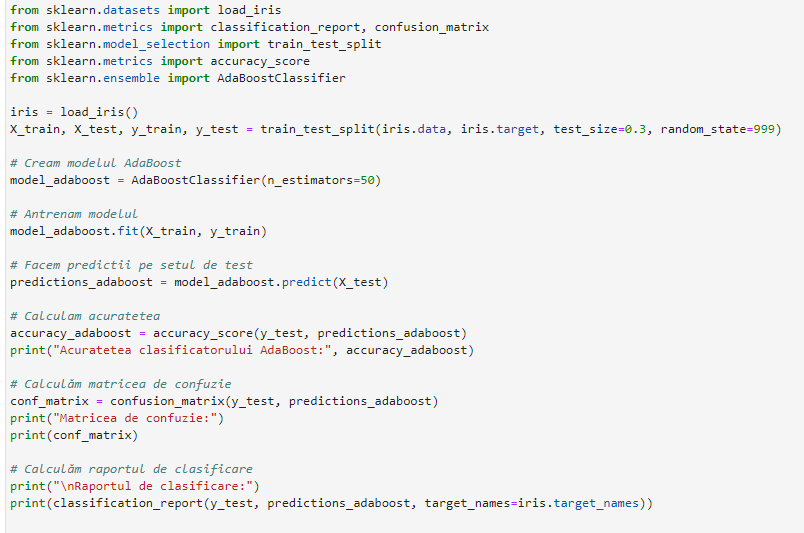 from sklearn.datasets import load_iris
from sklearn.metrics import classification_report, confusion_matrix
from sklearn.model_selection import train_test_split
from sklearn.metrics import accuracy_score
from sklearn.ensemble import AdaBoostClassifier
iris = load_iris()
X_train, X_test, y_train, y_test = train_test_split(iris.data, iris.target, test_size=0.3, random_state=999)
# Cream modelul AdaBoost
model_adaboost = AdaBoostClassifier(n_estimators=50)
# Antrenam modelul
model_adaboost.fit(X_train, y_train)
# Facem predictii pe setul de test
predictions_adaboost = model_adaboost.predict(X_test)
# Calculam acuratetea
accuracy_adaboost = accuracy_score(y_test, predictions_adaboost)
print("Acuratetea clasificatorului AdaBoost:", accuracy_adaboost)
# Calculăm matricea de confuzie
conf_matrix = confusion_matrix(y_test, predictions_adaboost)
print("Matricea de confuzie:")
print(conf_matrix)
# Calculăm raportul de clasificare
print("\nRaportul de clasificare:")
print(classification_report(y_test, predictions_adaboost, target_names=iris.target_names))